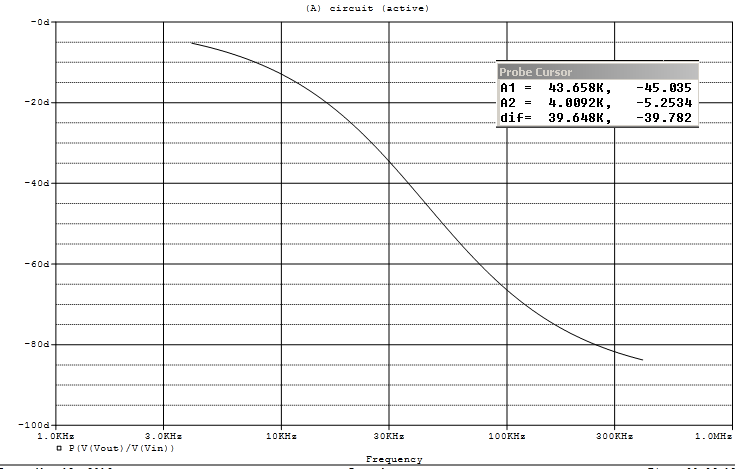 (A) circuit (active)
-0d
-20d
-40d
-60d
-80d
-100d
Probe Cursor
A1 = 43.658K, -45.035
A2 = 4.0092K, -5.2534
dif= 39.648K, -39.782
1.0KHz 3.0KHz 10KHz 30KHz 100KHz 300KHz 1.0MHz
P(V(Vout)/V(Vin))
Frequency